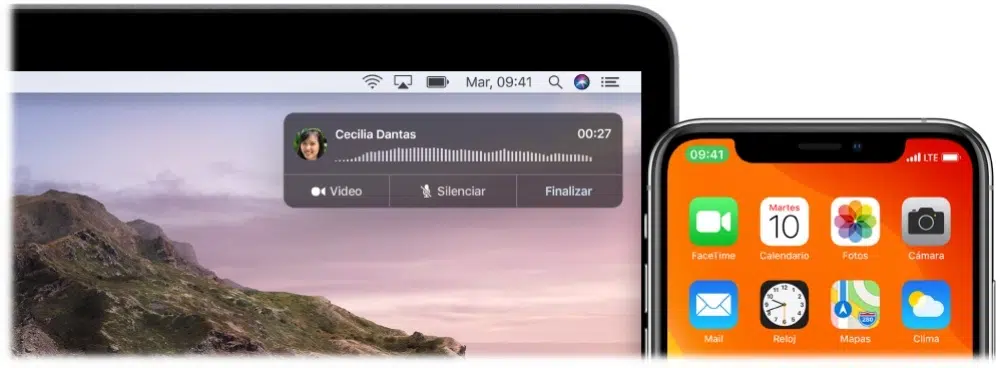 Mar, 09:41
Cecilia Dantas
00:27
Video
Silenciar
Finalizar
09:41
LTE
Martes
10
FaceTime
Calendario
Fotos
Cámara
280
Mail
Reloj
Mapas
Clima